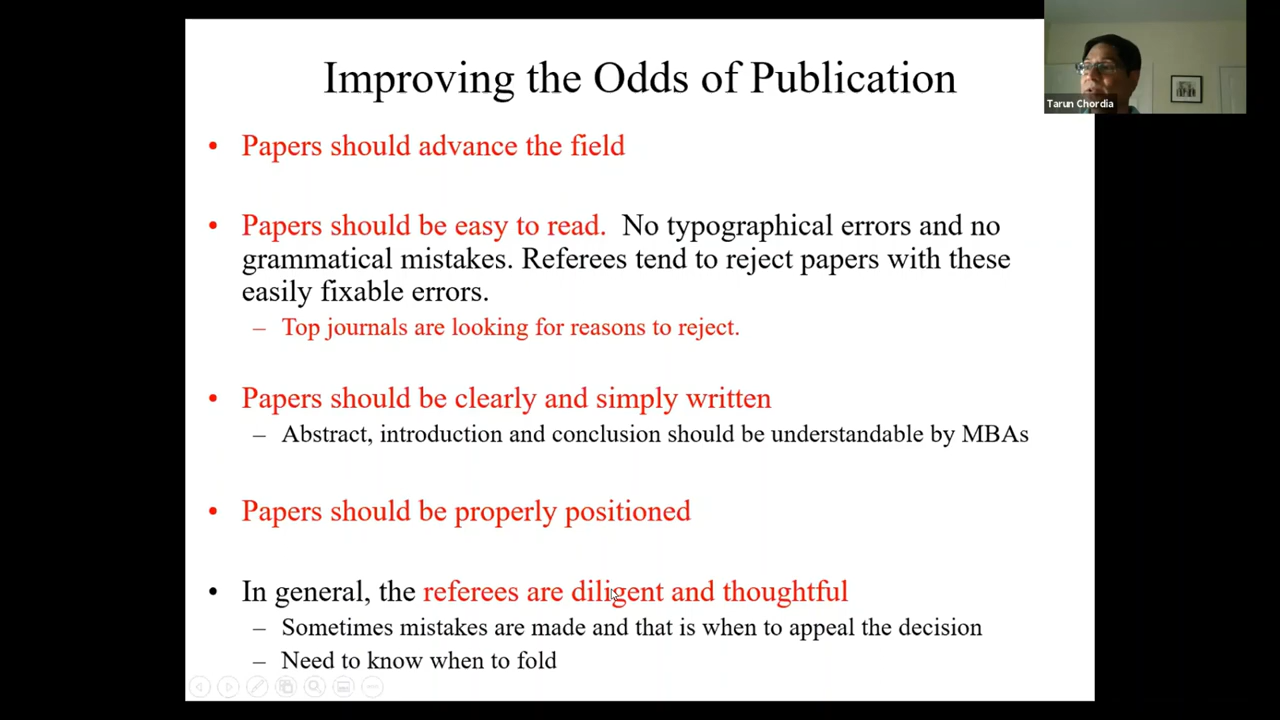 Improving the Odds of Publication
Tarun Chordia
• Papers should advance the field
• Papers should be easy to read. No typographical errors and no
grammatical mistakes. Referees tend to reject papers with these
easily fixable errors.
– Top journals are looking for reasons to reject.
• Papers should be clearly and simply written
– Abstract, introduction and conclusion should be understandable by MBAs
• Papers should be properly positioned
• In general, the referees are diligent and thoughtful
– Sometimes mistakes are made and that is when to appeal the decision
– Need to know when to fold